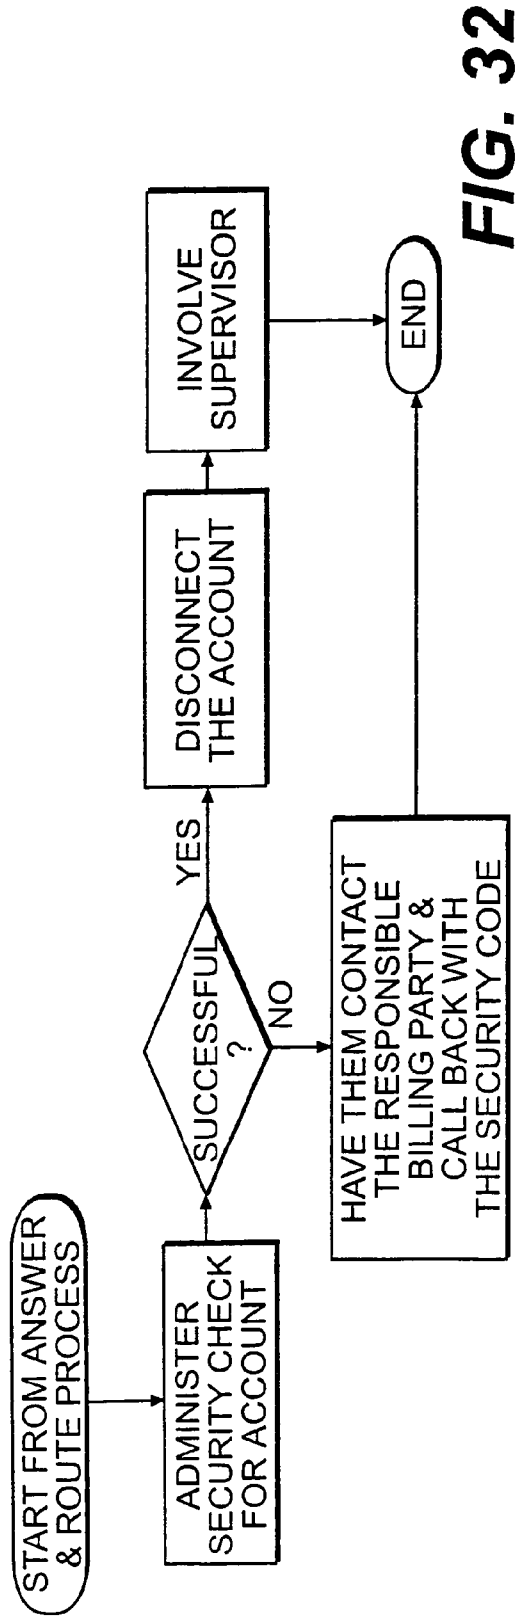 START FROM ANSWER
& ROUTE PROCESS
ADMINISTER
SECURITY CHECK
FOR ACCOUNT
SUCCESSFUL
?
YES
DISCONNECT
THE ACCOUNT
INVOLVE
SUPERVISOR
NO
HAVE THEM CONTACT
THE RESPONSIBLE
BILLING PARTY &
CALL BACK WITH
THE SECURITY CODE
END
FIG. 32